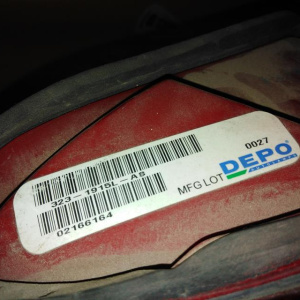 323-1915L-AS
02166164
MFG LOT
0027
DEPO